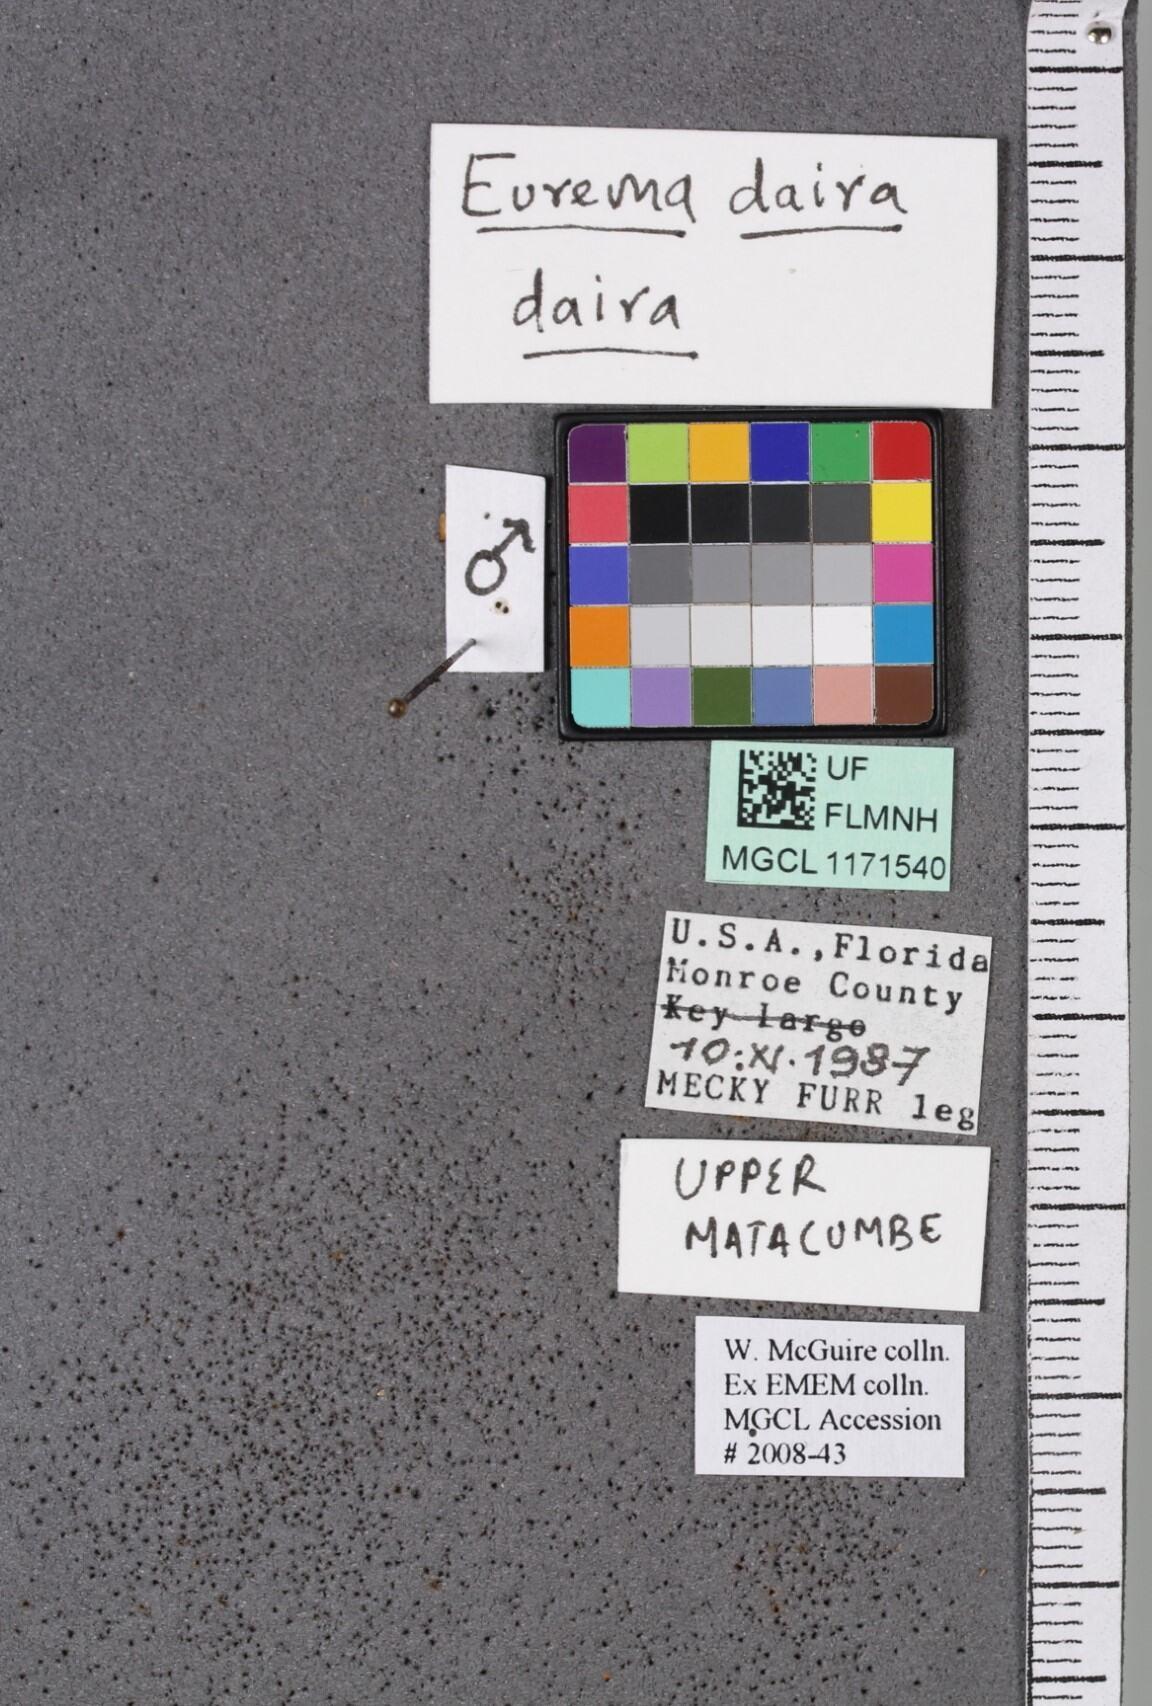 Eurema daira
daira
♂
UF
FLMNH
MGCL 1171540
U.S.A.,Florida
Monroe County
Key largo
10.XI.1987
MECKY FURR leg
UPPER
MATACUMBE
W. McGuire colln.
Ex EMEM colln.
MGCL Accession
# 2008-43